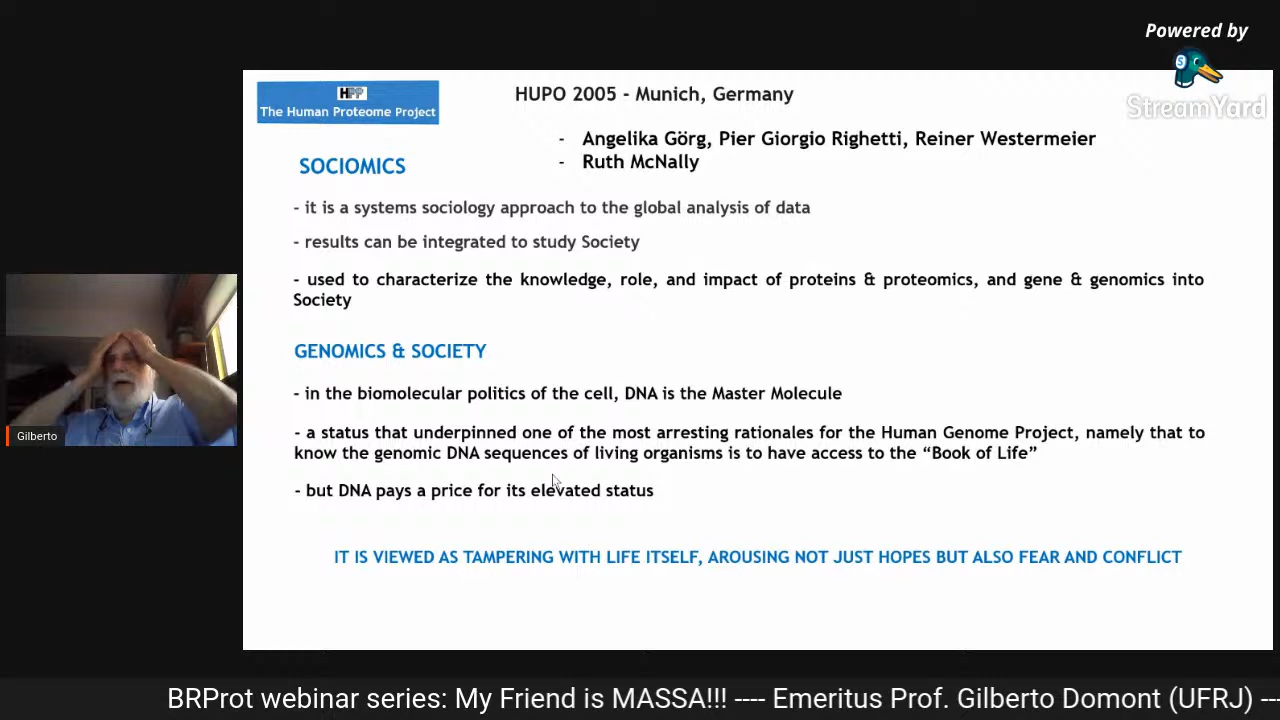 Powered by
StreamYard
HPP
The Human Proteome Project
HUPO 2005 - Munich, Germany
- Angelika Görg, Pier Giorgio Righetti, Reiner Westermeier
- Ruth McNally
SOCIOMICS
- it is a systems sociology approach to the global analysis of data
- results can be integrated to study Society
- used to characterize the knowledge, role, and impact of proteins & proteomics, and gene & genomics into
Society
GENOMICS & SOCIETY
- in the biomolecular politics of the cell, DNA is the Master Molecule
- a status that underpinned one of the most arresting rationales for the Human Genome Project, namely that to
know the genomic DNA sequences of living organisms is to have access to the “Book of Life”
- but DNA pays a price for its elevated status
IT IS VIEWED AS TAMPERING WITH LIFE ITSELF, AROUSING NOT JUST HOPES BUT ALSO FEAR AND CONFLICT
Gilberto
BRProt webinar series: My Friend is MASSA!!! ---- Emeritus Prof. Gilberto Domont (UFRJ) --